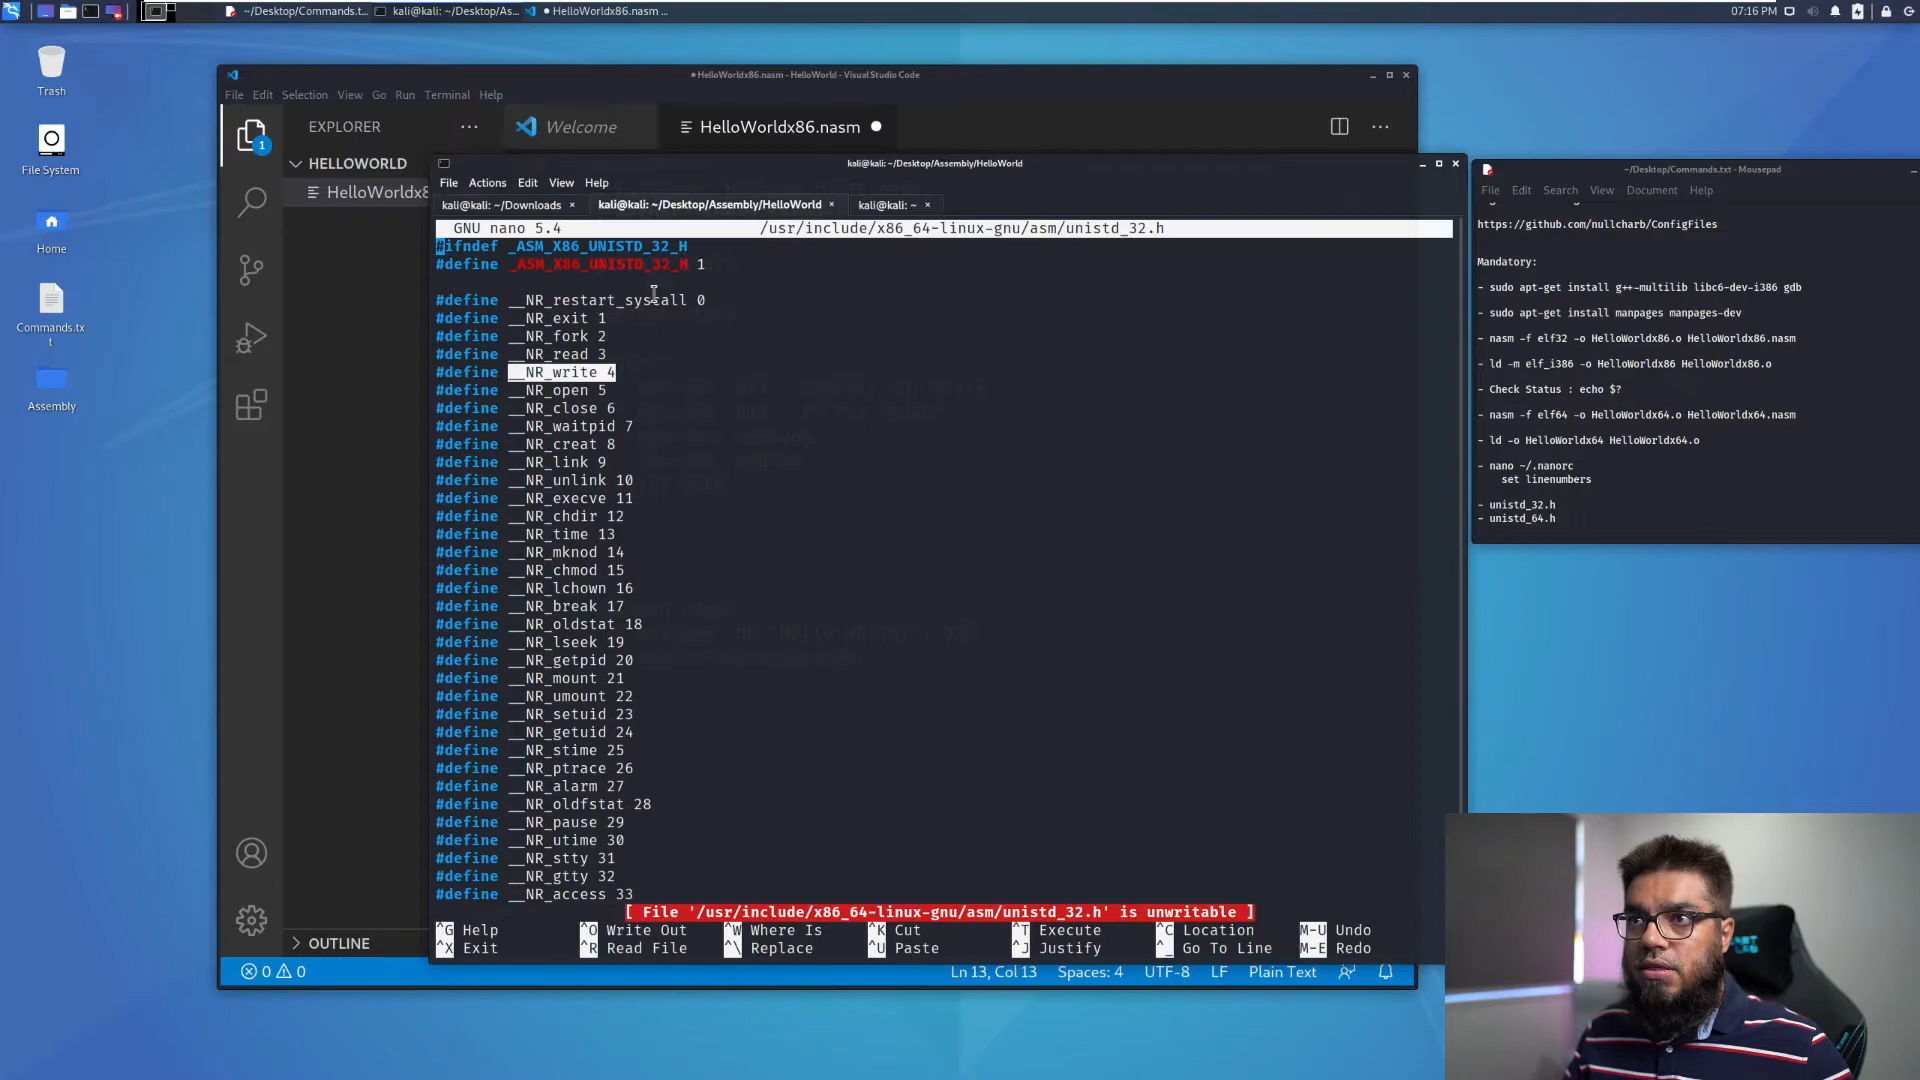 ~/Desktop/Commands.t...
kali@kali: ~/Desktop/As...
HelloWorldx86.nasm ...
07:16 PM
Trash
File System
Home
Commands.tx
t
Assembly
HelloWorldx86.nasm - HelloWorld - Visual Studio Code
File Edit Selection View Go Run Terminal Help
EXPLORER ...
Welcome
HelloWorldx86.nasm
1
HELLOWORLD
HelloWorldx8
OUTLINE
kali@kali: ~/Desktop/Assembly/HelloWorld
File Actions Edit View Help
kali@kali: ~/Downloads ×
kali@kali: ~/Desktop/Assembly/HelloWorld ×
kali@kali: ~ ×
GNU nano 5.4 /usr/include/x86_64-linux-gnu/asm/unistd_32.h
#ifndef _ASM_X86_UNISTD_32_H
#define _ASM_X86_UNISTD_32_H 1
#define __NR_restart_syscall 0
#define __NR_exit 1
#define __NR_fork 2
#define __NR_read 3
#define __NR_write 4
#define __NR_open 5
#define __NR_close 6
#define __NR_waitpid 7
#define __NR_creat 8
#define __NR_link 9
#define __NR_unlink 10
#define __NR_execve 11
#define __NR_chdir 12
#define __NR_time 13
#define __NR_mknod 14
#define __NR_chmod 15
#define __NR_lchown 16
#define __NR_break 17
#define __NR_oldstat 18
#define __NR_lseek 19
#define __NR_getpid 20
#define __NR_mount 21
#define __NR_umount 22
#define __NR_setuid 23
#define __NR_getuid 24
#define __NR_stime 25
#define __NR_ptrace 26
#define __NR_alarm 27
#define __NR_oldfstat 28
#define __NR_pause 29
#define __NR_utime 30
#define __NR_stty 31
#define __NR_gtty 32
#define __NR_access 33
[ File '/usr/include/x86_64-linux-gnu/asm/unistd_32.h' is unwritable ]
^G Help ^O Write Out ^W Where Is ^K Cut ^T Execute ^C Location M-U Undo
^X Exit ^R Read File ^\ Replace ^U Paste ^J Justify ^_ Go To Line M-E Redo
0 0 Ln 13, Col 13 Spaces: 4 UTF-8 LF Plain Text
~/Desktop/Commands.txt - Mousepad
File Edit Search View Document Help
https://github.com/nullcharb/ConfigFiles
Mandatory:
- sudo apt-get install g++-multilib libc6-dev-i386 gdb
- sudo apt-get install manpages manpages-dev
- nasm -f elf32 -o HelloWorldx86.o HelloWorldx86.nasm
- ld -m elf_i386 -o HelloWorldx86 HelloWorldx86.o
- Check Status : echo $?
- nasm -f elf64 -o HelloWorldx64.o HelloWorldx64.nasm
- ld -o HelloWorldx64 HelloWorldx64.o
- nano ~/.nanorc
set linenumbers
- unistd_32.h
- unistd_64.h